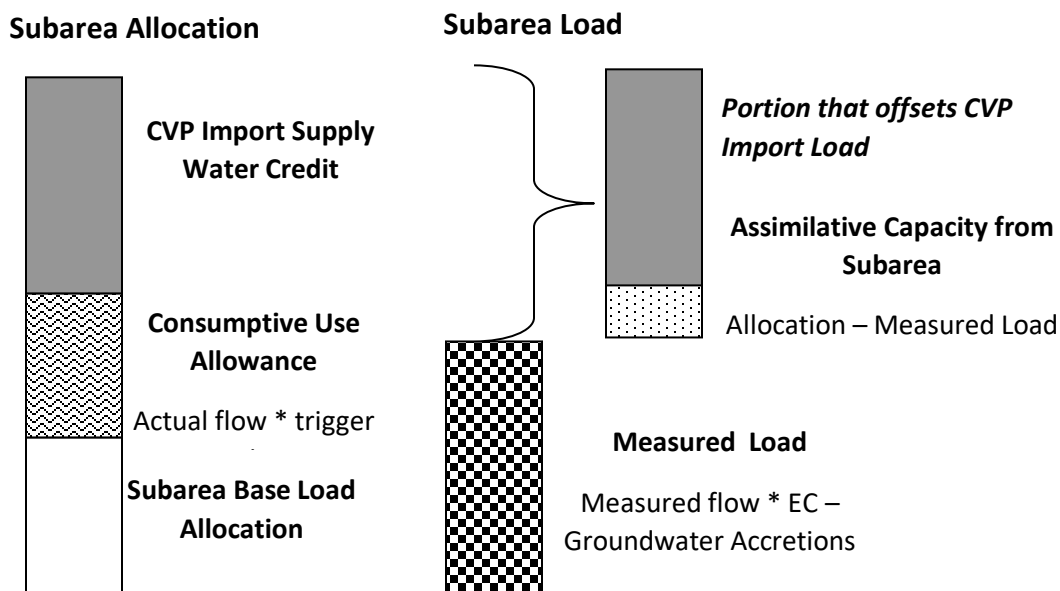 Subarea Allocation
CVP Import Supply
Water Credit
Consumptive Use
Allowance
Actual flow * trigger
Subarea Base Load
Allocation
Subarea Load
Portion that offsets CVP
Import Load
Assimilative Capacity from
Subarea
Allocation – Measured Load
Measured  Load
Measured flow * EC –
Groundwater Accretions